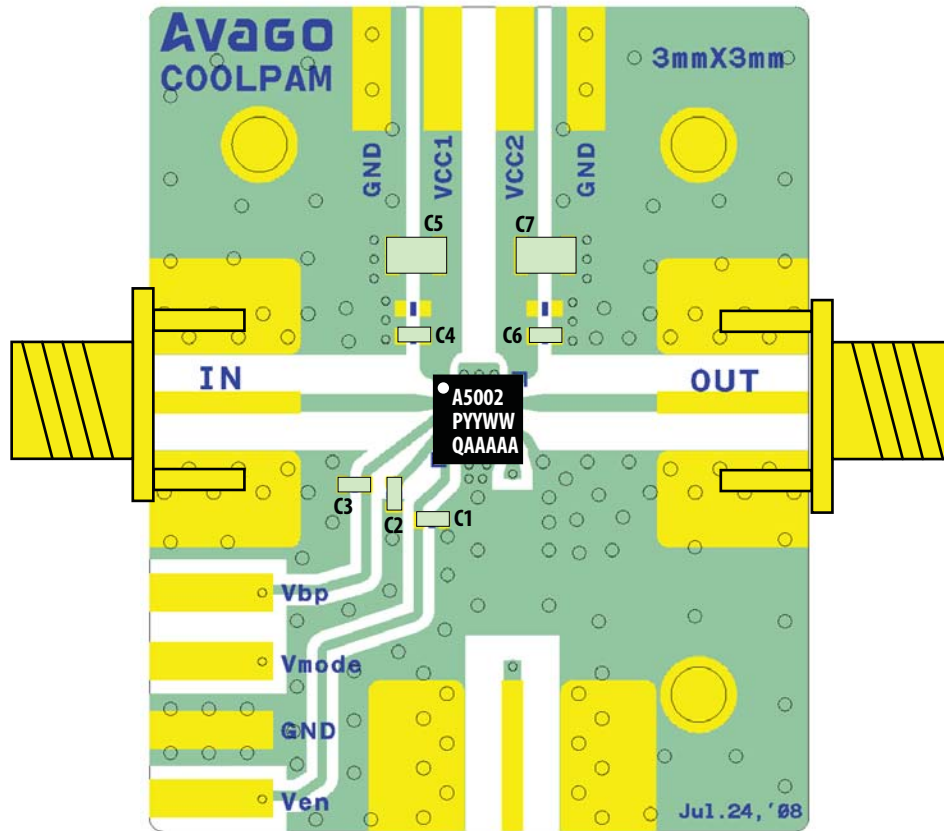 Avago
COOLPAM
3mmX3mm
GND
VCC1
VCC2
GND
C5
C7
C4
C6
IN
OUT
A5002
PYYWW
QAAAAA
C3
C2
C1
Vbp
Vmode
GND
Ven
Jul.24,'08